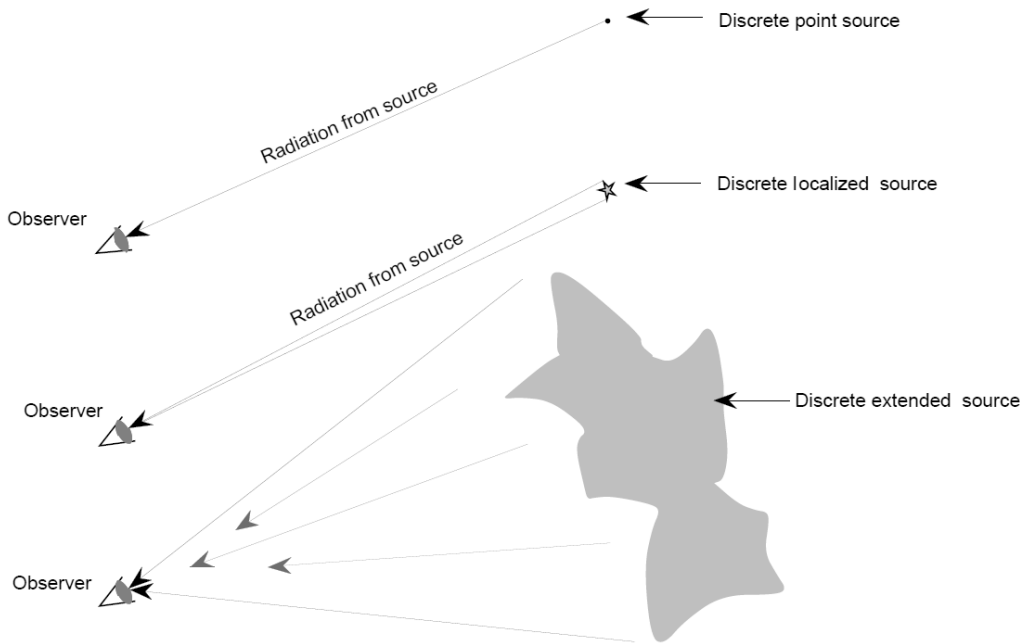 Discrete point source
Radiation from source
Discrete localized source
Observer
Radiation from source
Discrete extended source
Observer
Observer